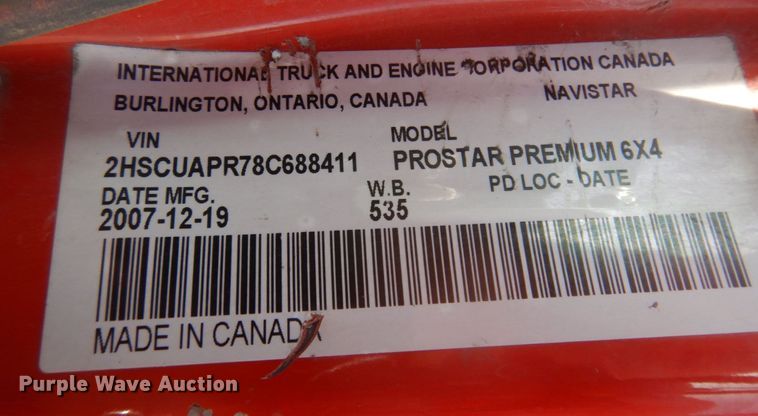 INTERNATIONAL TRUCK AND ENGINE CORPORATION CANADA
BURLINGTON, ONTARIO, CANADA NAVISTAR
VIN MODEL
2HSCUAPR78C688411 PROSTAR PREMIUM 6X4
DATE MFG. W.B. PD LOC - DATE
2007-12-19 535
MADE IN CANADA
Purple Wave Auction